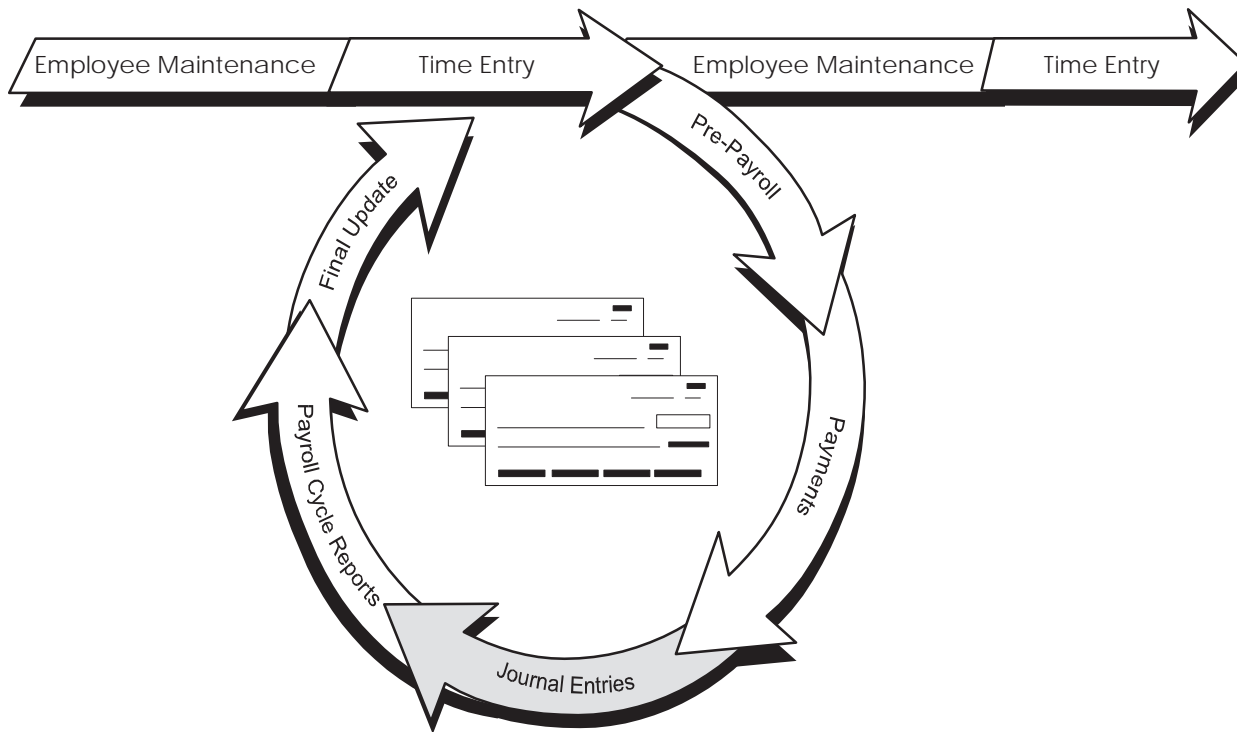 Employee Maintenance
Time Entry
Employee Maintenance
Time Entry
Pre-Payroll
Payments
Journal Entries
Payroll Cycle Reports
Final Update